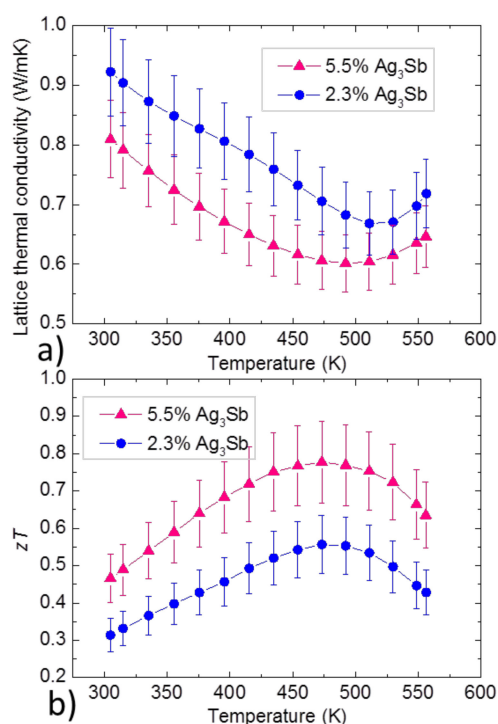 1.0
0.9
0.8
0.7
0.6
0.5
Lattice thermal conductivity (W/mK)
5.5% Ag₃Sb
2.3% Ag₃Sb
300 350 400 450 500 550 600
Temperature (K)
a)
1.0
0.9
0.8
0.7
0.6
0.5
0.4
0.3
0.2
zT
5.5% Ag₃Sb
2.3% Ag₃Sb
300 350 400 450 500 550 600
Temperature (K)
b)